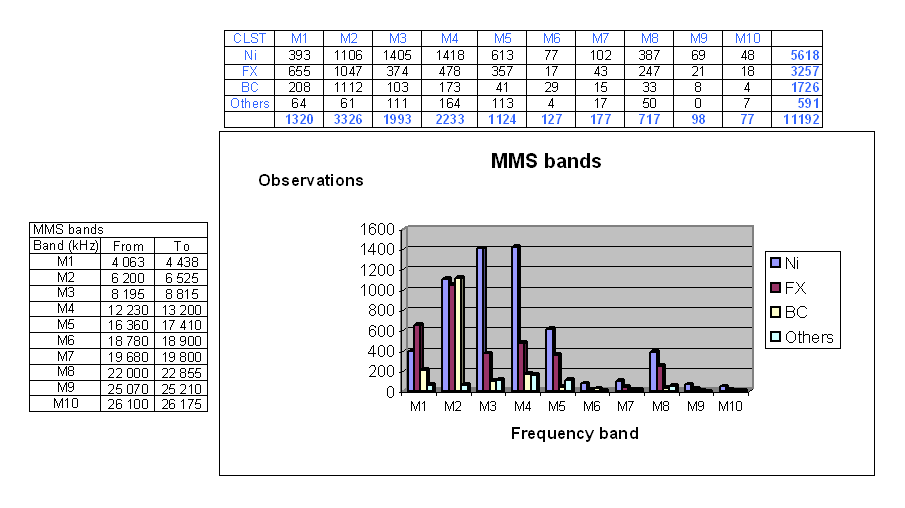 CLST M1 M2 M3 M4 M5 M6 M7 M8 M9 M10
Ni 393 1106 1405 1418 613 77 102 387 69 48 5618
FX 655 1047 374 478 357 17 43 247 21 18 3257
BC 208 1112 103 173 41 29 15 33 8 4 1726
Others 64 61 111 164 113 4 17 50 0 7 591
1320 3326 1993 2233 1124 127 177 717 98 77 11192
MMS bands
Band (kHz) From To
M1 4 063 4 438
M2 6 200 6 525
M3 8 195 8 815
M4 12 230 13 200
M5 16 360 17 410
M6 18 780 18 900
M7 19 680 19 800
M8 22 000 22 855
M9 25 070 25 210
M10 26 100 26 175
MMS bands
Observations
1600
1400
1200
1000
800
600
400
200
0
M1 M2 M3 M4 M5 M6 M7 M8 M9 M10
Frequency band
Ni
FX
BC
Others